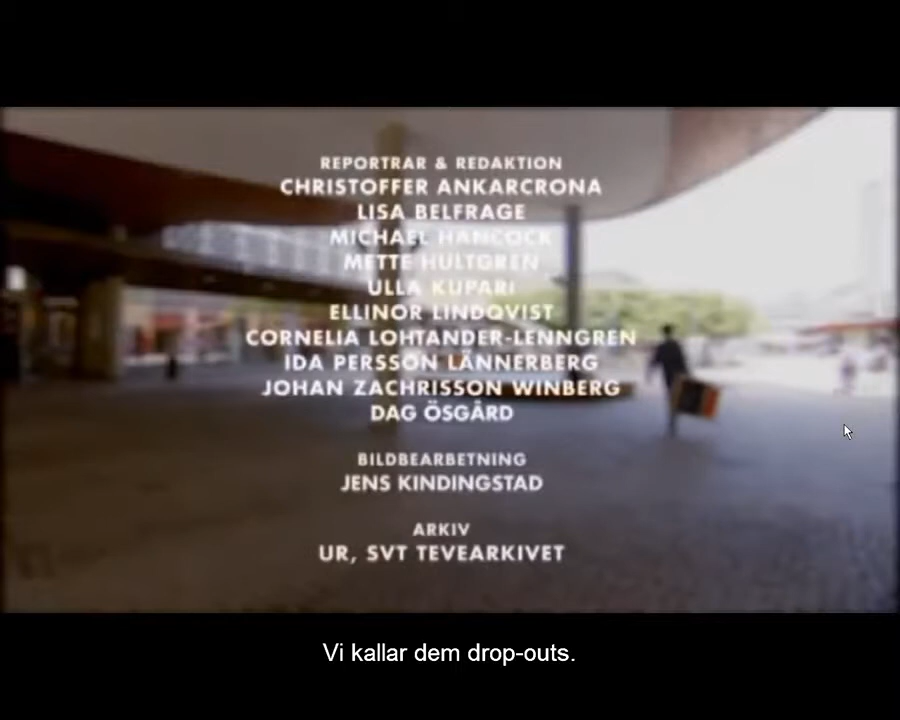 REPORTRAR & REDAKTION
CHRISTOFFER ANKARCRONA
LISA BELFRAGE
MICHAEL HANCOCK
METTE HULTGREN
ULLA KUPARI
ELLINOR LINDQVIST
CORNELIA LOHTANDER-LENNGREN
IDA PERSSON LÄNNERBERG
JOHAN ZACHRISSON WINBERG
DAG ÖSGÅRD
BILDBEARBETNING
JENS KINDINGSTAD
ARKIV
UR, SVT TEVEARKIVET
Vi kallar dem drop-outs.